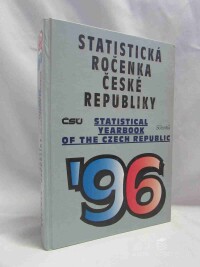 STATISTICKÁ
ROČENKA
ČESKÉ
REPUBLIKY
ČSÚ STATISTICAL
YEARBOOK
OF THE CZECH REPUBLIC
'96